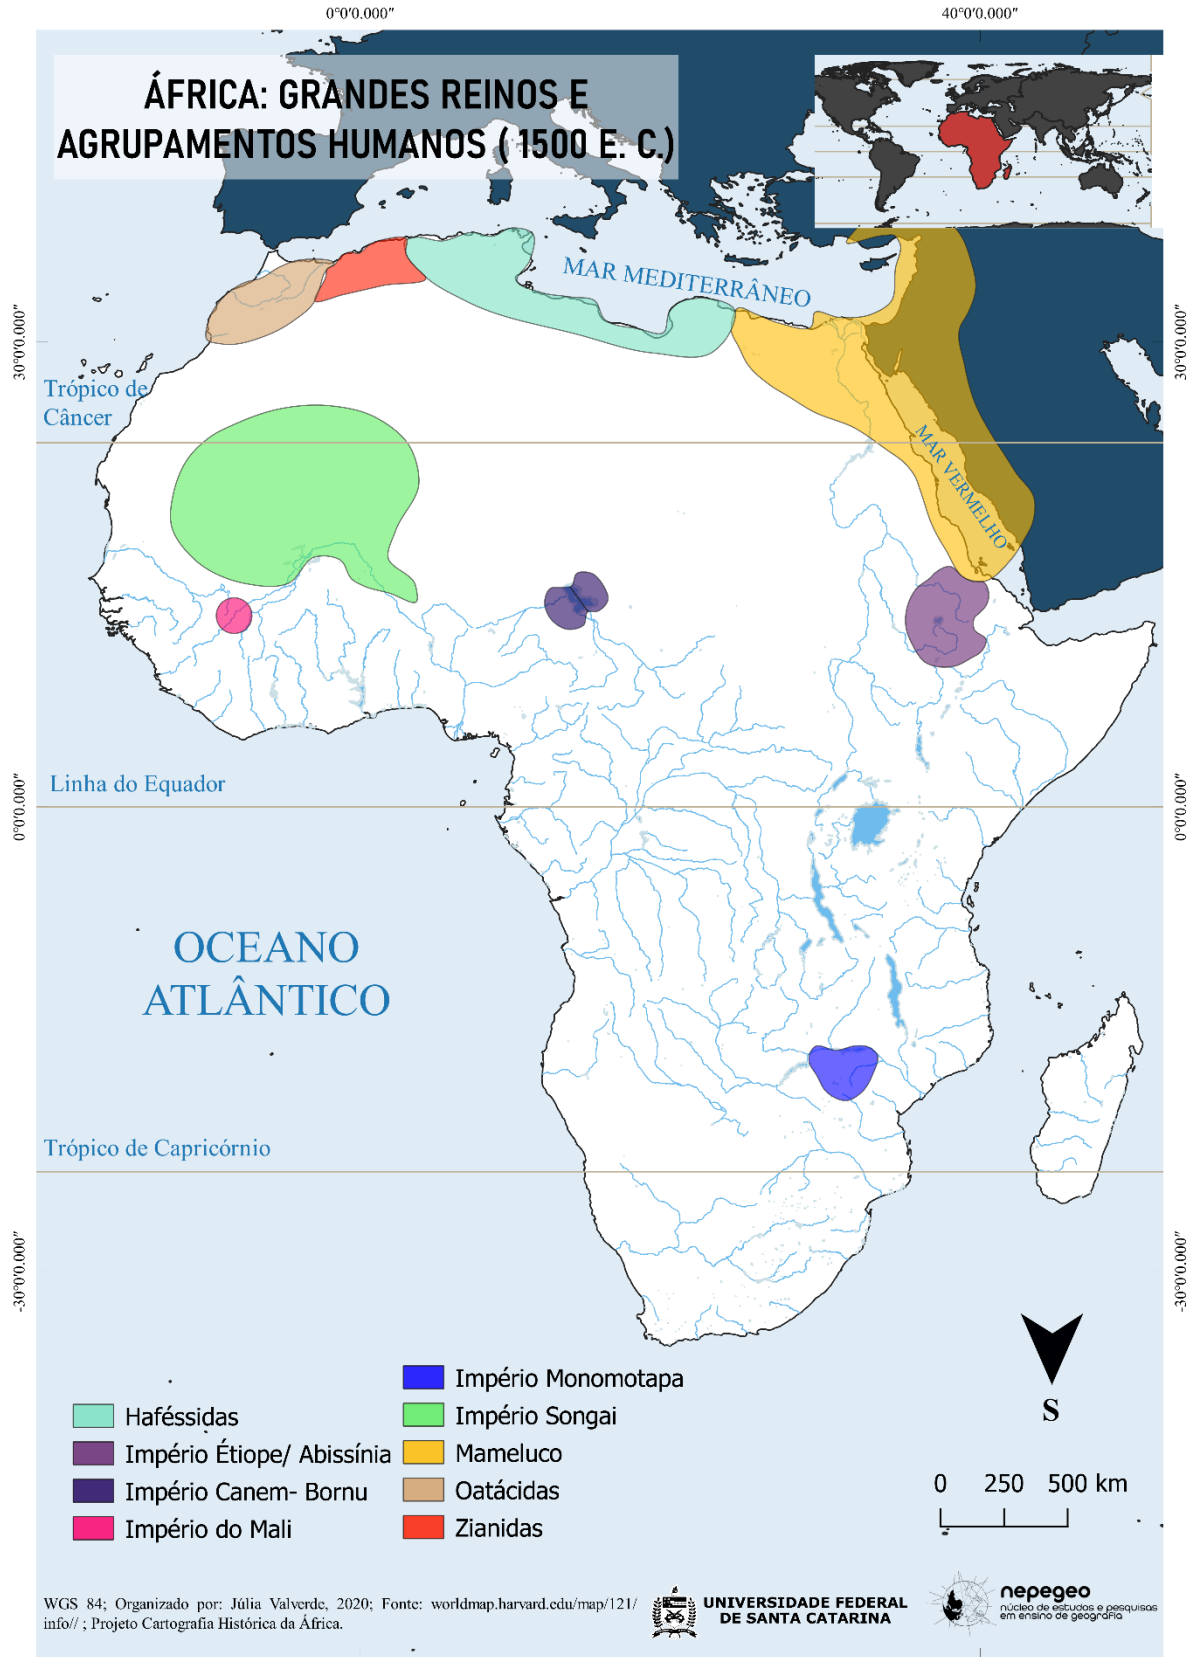 0°0'0.000"
40°0'0.000"
ÁFRICA: GRANDES REINOS E
AGRUPAMENTOS HUMANOS ( 1500 E. C.)
MAR MEDITERRÂNEO
30°0'0.000"
30°0'0.000"
Trópico de
Câncer
MAR VERMELHO
Linha do Equador
0°0'0.000"
0°0'0.000"
OCEANO
ATLÂNTICO
Trópico de Capricórnio
-30°0'0.000"
-30°0'0.000"
S
Haféssidas
Império Étiope/ Abissínia
Império Canem- Bornu
Império do Mali
Império Monomotapa
Império Songai
Mameluco
Oatácidas
Zianidas
0 250 500 km
WGS 84; Organizado por: Júlia Valverde, 2020; Fonte: worldmap.harvard.edu/map/121/
info// ; Projeto Cartografia Histórica da África.
UNIVERSIDADE FEDERAL
DE SANTA CATARINA
nepegeo
núcleo de estudos e pesquisas
em ensino de geografia